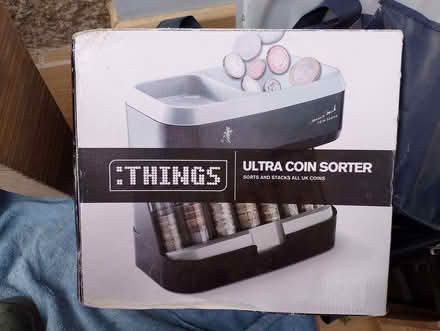 :THINGS
ULTRA COIN SORTER
SORTS AND STACKS ALL UK COINS